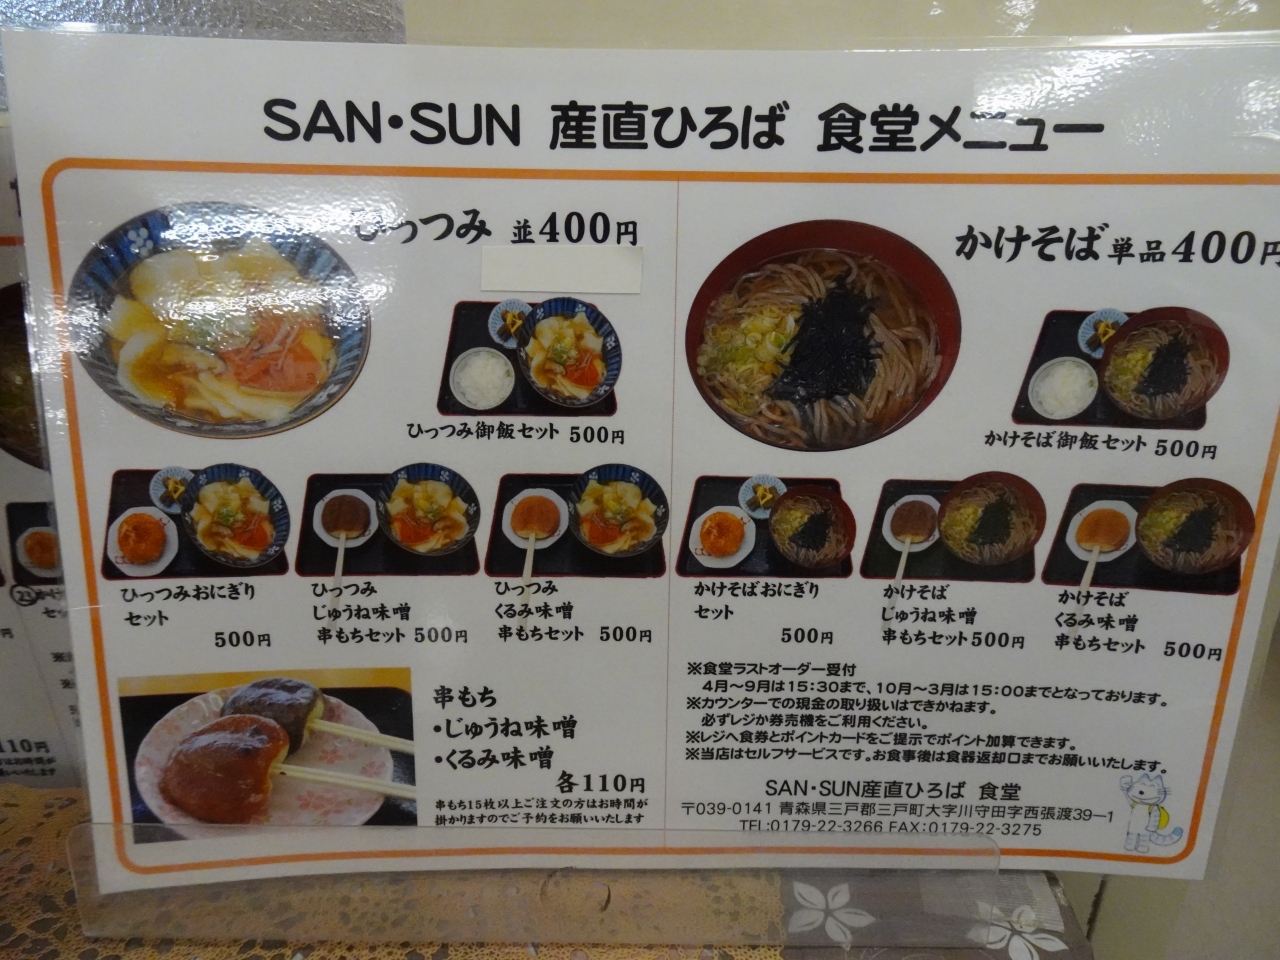 SAN・SUN 産直ひろば 食堂メニュー
ひっつみ 並400円
ひっつみ御飯セット 500円
ひっつみおにぎり
セット
500円
ひっつみ
じゅうね味噌
串もちセット 500円
ひっつみ
くるみ味噌
串もちセット 500円
串もち
・じゅうね味噌
・くるみ味噌
各110円
串もち15枚以上ご注文の方はお時間が
掛かりますのでご予約をお願いいたします
かけそば単品400円
かけそば御飯セット 500円
かけそばおにぎり
セット
500円
かけそば
じゅうね味噌
串もちセット500円
かけそば
くるみ味噌
串もちセット 500円
※食堂ラストオーダー受付
4月～9月は15:30まで、10月～3月は15:00までとなっております。
※カウンターでの現金の取り扱いはできかねます。
必ずレジか券売機をご利用ください。
※レジへ食券とポイントカードをご提示でポイント加算できます。
※当店はセルフサービスです。お食事後は食器返却口までお願いいたします。
SAN・SUN産直ひろば 食堂
〒039-0141 青森県三戸郡三戸町大字川守田字西張渡39－1
TEL:0179-22-3266 FAX:0179-22-3275